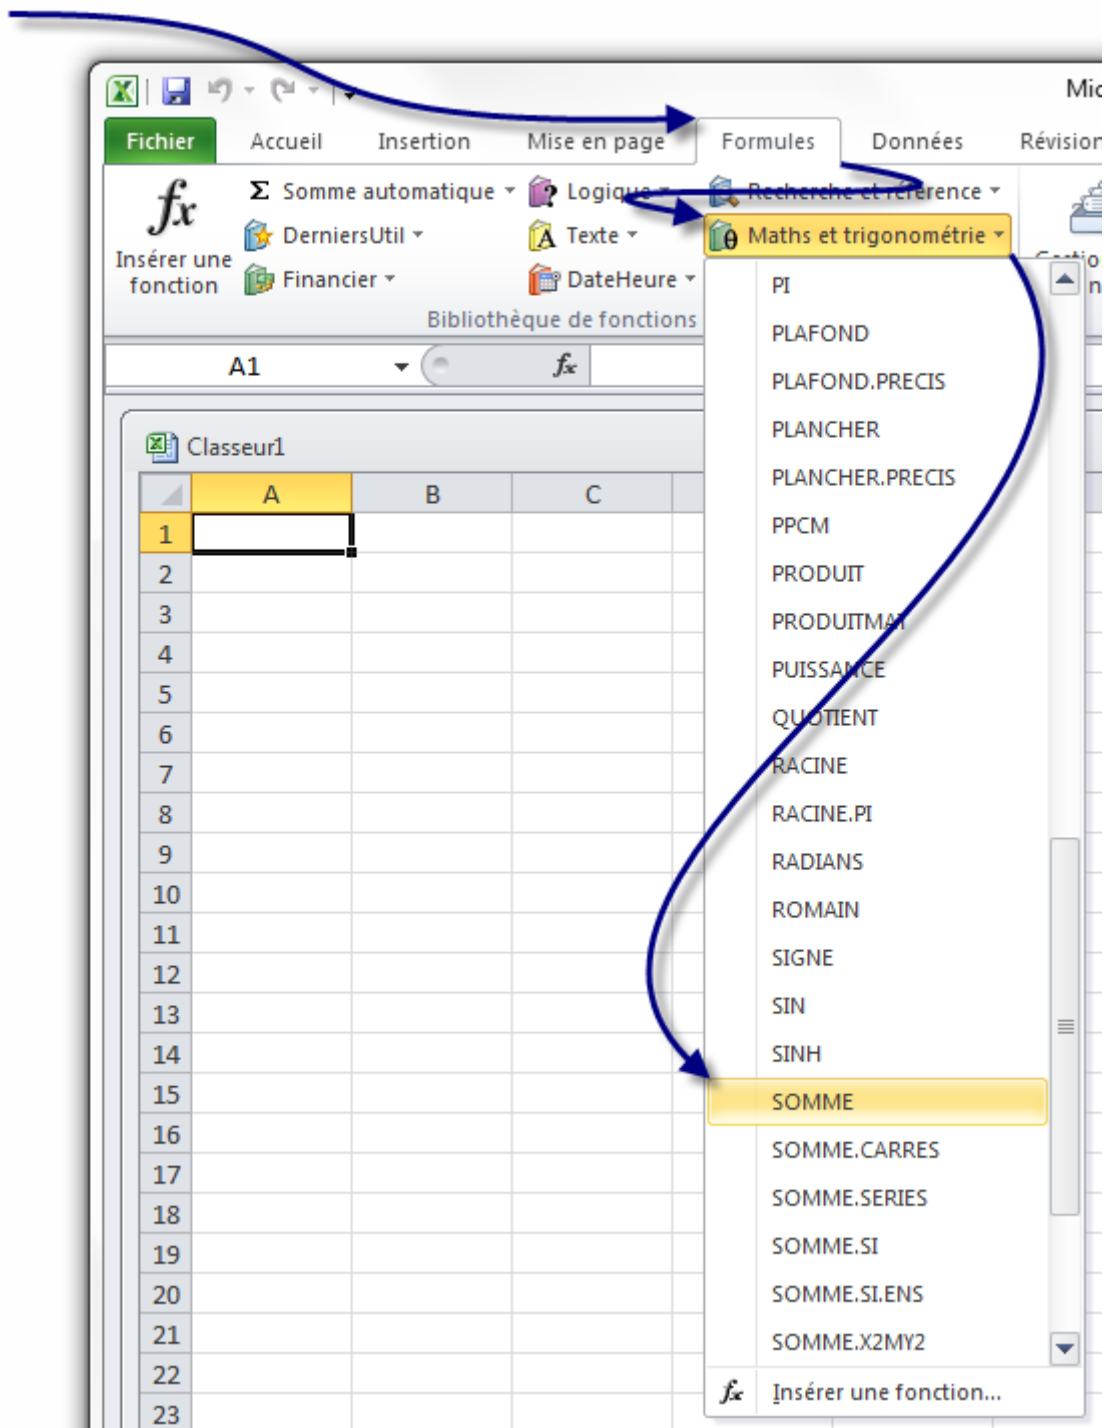 Mic
Fichier Accueil Insertion Mise en page Formules Données Révision
fx Σ Somme automatique Logique Recherche et référence
DerniersUtil A Texte θ Maths et trigonométrie
Insérer une
fonction Financier DateHeure
Bibliothèque de fonctions
A1 fx
Classeur1
A B C
1
2
3
4
5
6
7
8
9
10
11
12
13
14
15
16
17
18
19
20
21
22
23
PI
PLAFOND
PLAFOND.PRECIS
PLANCHER
PLANCHER.PRECIS
PPCM
PRODUIT
PRODUITMAT
PUISSANCE
QUOTIENT
RACINE
RACINE.PI
RADIANS
ROMAIN
SIGNE
SIN
SINH
SOMME
SOMME.CARRES
SOMME.SERIES
SOMME.SI
SOMME.SI.ENS
SOMME.X2MY2
fx Insérer une fonction...